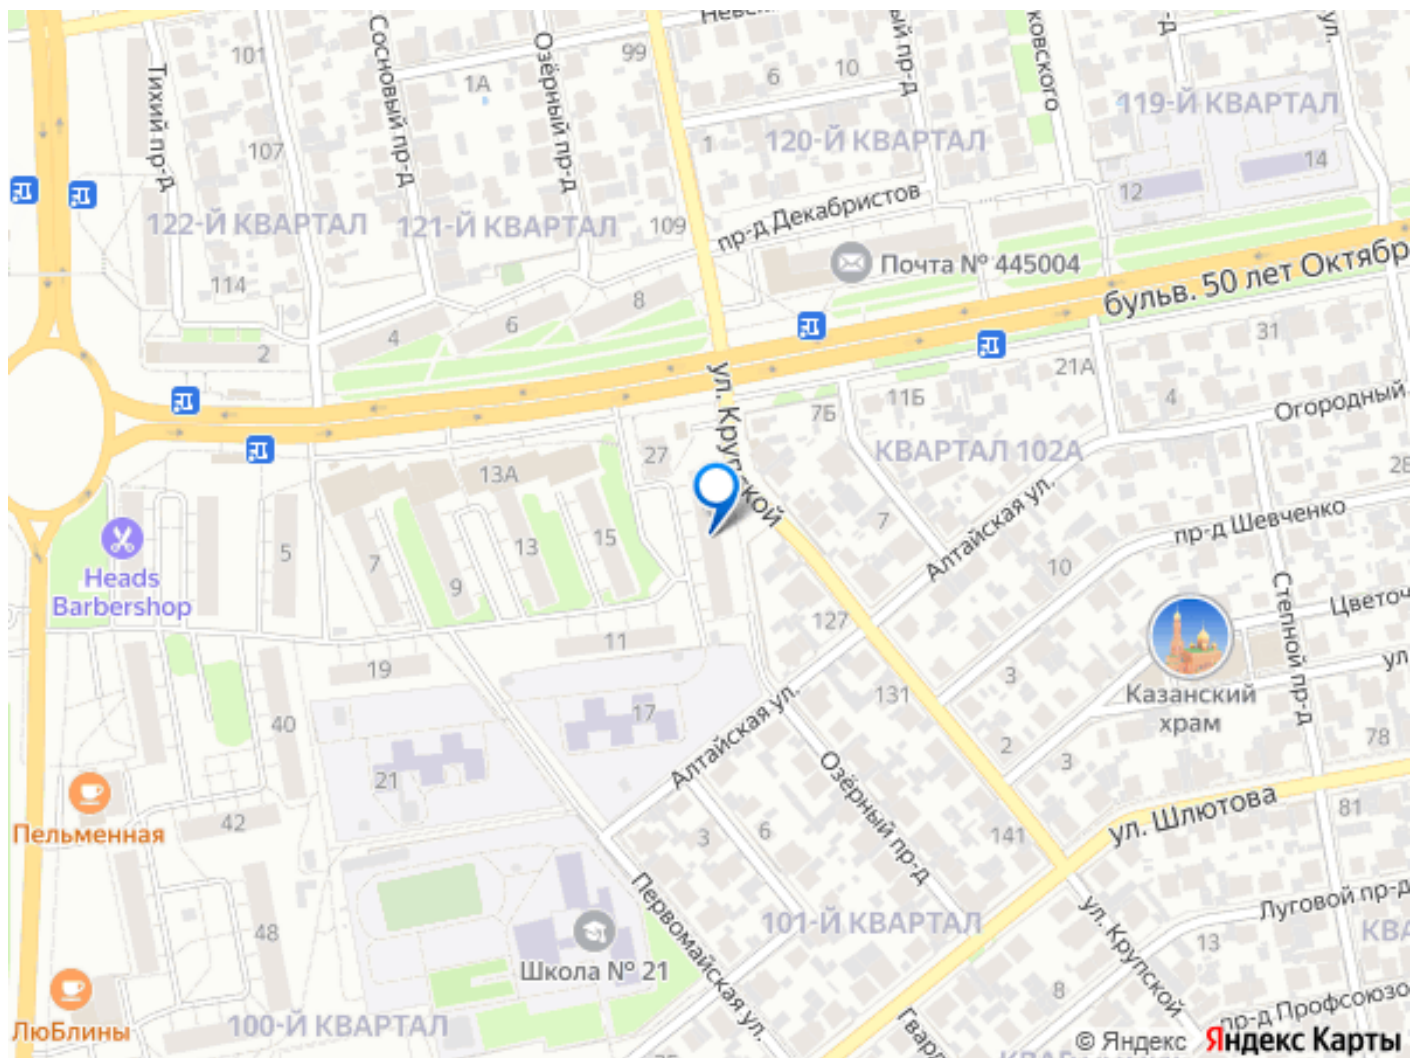 Тихий пр-д
101
107
Сосновый пр-д
1А
Озёрный пр-д
99
6
10
1
120-Й КВАРТАЛ
119-Й КВАРТАЛ
14
12
122-Й КВАРТАЛ
121-Й КВАРТАЛ
109
пр-д Декабристов
114
8
6
4
2
Почта № 445004
бульв. 50 лет Октябр
31
21А
4
Огородный
11Б
7Б
ул. Крупской
КВАРТАЛ 102А
27
13А
28
пр-д Шевченко
Алтайская ул.
7
10
5
7
9
13
15
Heads
Barbershop
Степной пр-д
Цветоч
127
11
19
3
131
Казанский
храм
ул
17
40
2
3
78
21
Алтайская ул.
Озёрный пр-д
Пельменная
42
3
6
141
ул. Шлютова
81
Первомайская ул.
48
Школа № 21
101-Й КВАРТАЛ
ул. Крупской
Луговой пр-д
13
КВА
8
ЛюБлины
100-Й КВАРТАЛ
Гвард
пр-д Профсоюзо
© Яндекс Яндекс Карты